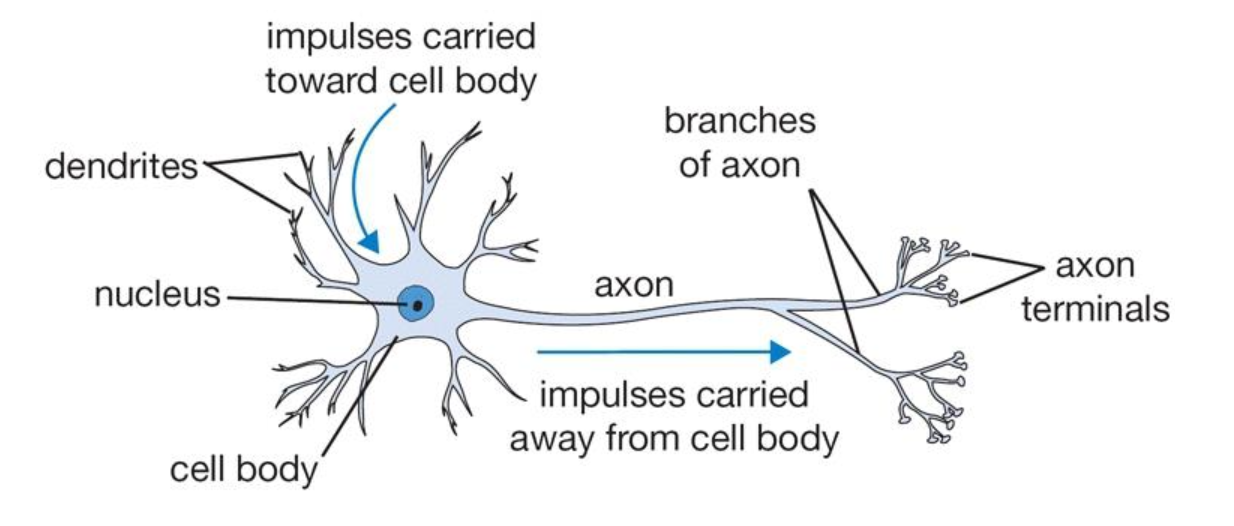 impulses carried
toward cell body
branches
of axon
dendrites
axon
terminals
nucleus
axon
impulses carried
away from cell body
cell body